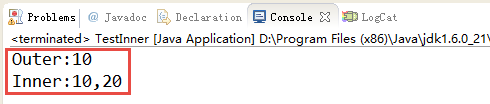 Problems @ Javadoc Declaration Console LogCat
<terminated> TestInner [Java Application] D:\Program Files (x86)\Java\jdk1.6.0_21\
Outer:10
Inner:10,20